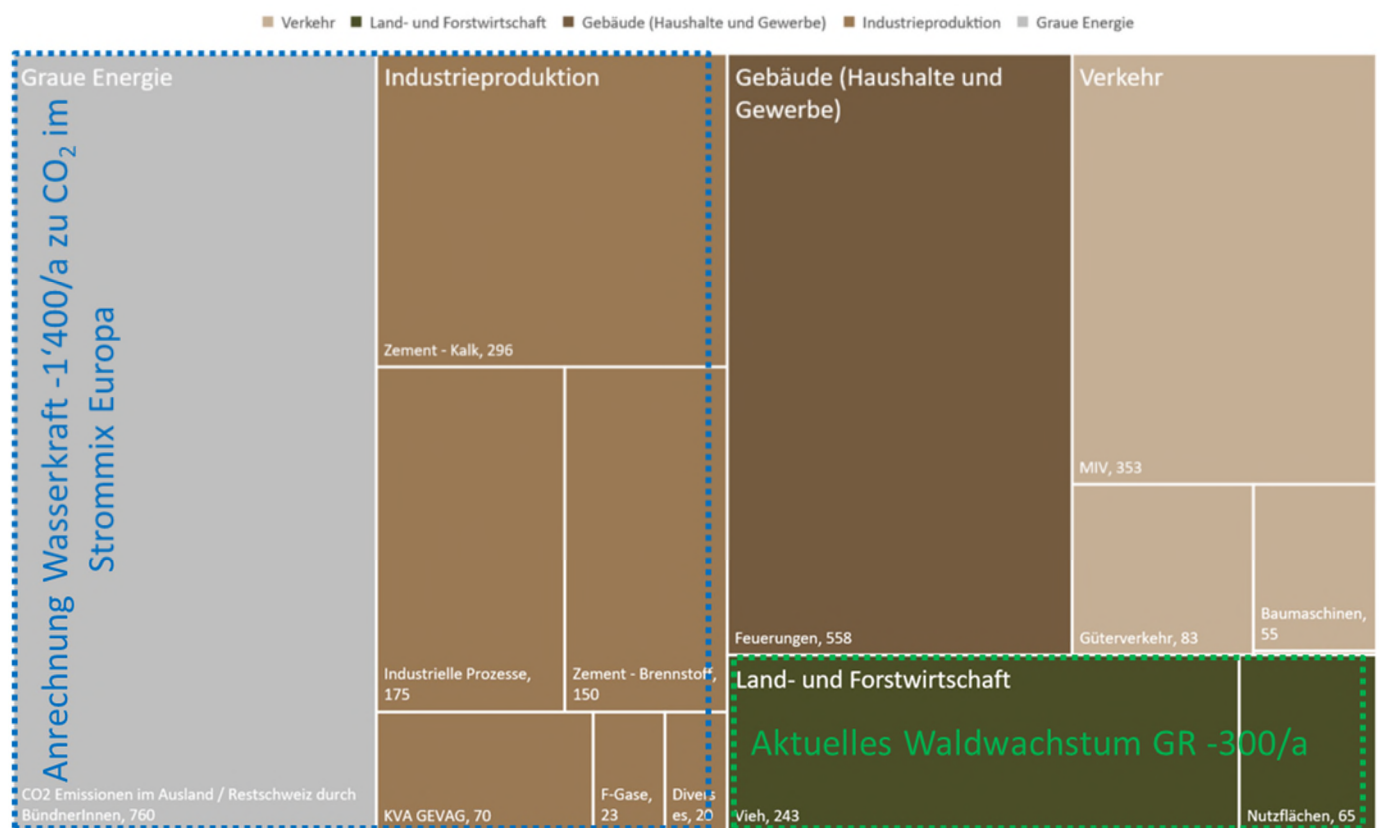 Verkehr Land- und Forstwirtschaft Gebäude (Haushalte und Gewerbe) Industrieproduktion Graue Energie
Graue Energie
Anrechnung Wasserkraft -1‘400/a zu CO₂ im
Strommix Europa
CO2 Emissionen im Ausland / Restschweiz durch
BündnerInnen, 760
Industrieproduktion
Zement - Kalk, 296
Industrielle Prozesse,
175
Zement - Brennstoff,
150
KVA GEVAG, 70
F-Gase,
23
Divers
es, 20
Gebäude (Haushalte und
Gewerbe)
Feuerungen, 558
Verkehr
MIV, 353
Güterverkehr, 83
Baumaschinen,
55
Land- und Forstwirtschaft
Aktuelles Waldwachstum GR -300/a
Vieh, 243
Nutzflächen, 65